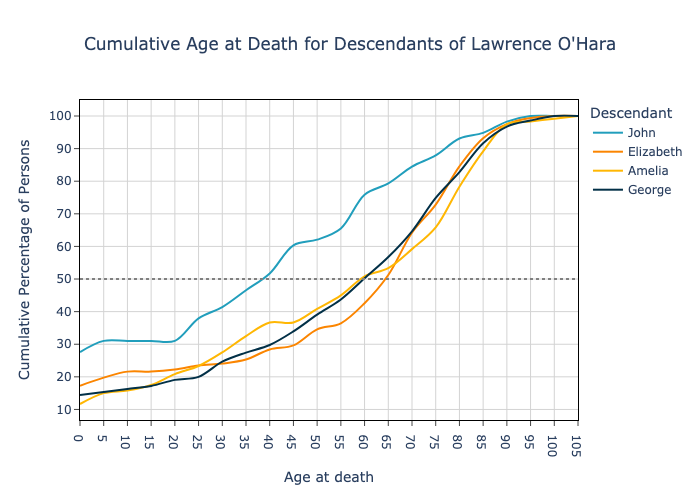 Cumulative Age at Death for Descendants of Lawrence O'Hara
Descendant
John
Elizabeth
Amelia
George
Cumulative Percentage of Persons
100
90
80
70
60
50
40
30
20
10
0 5 10 15 20 25 30 35 40 45 50 55 60 65 70 75 80 85 90 95 100 105
Age at death